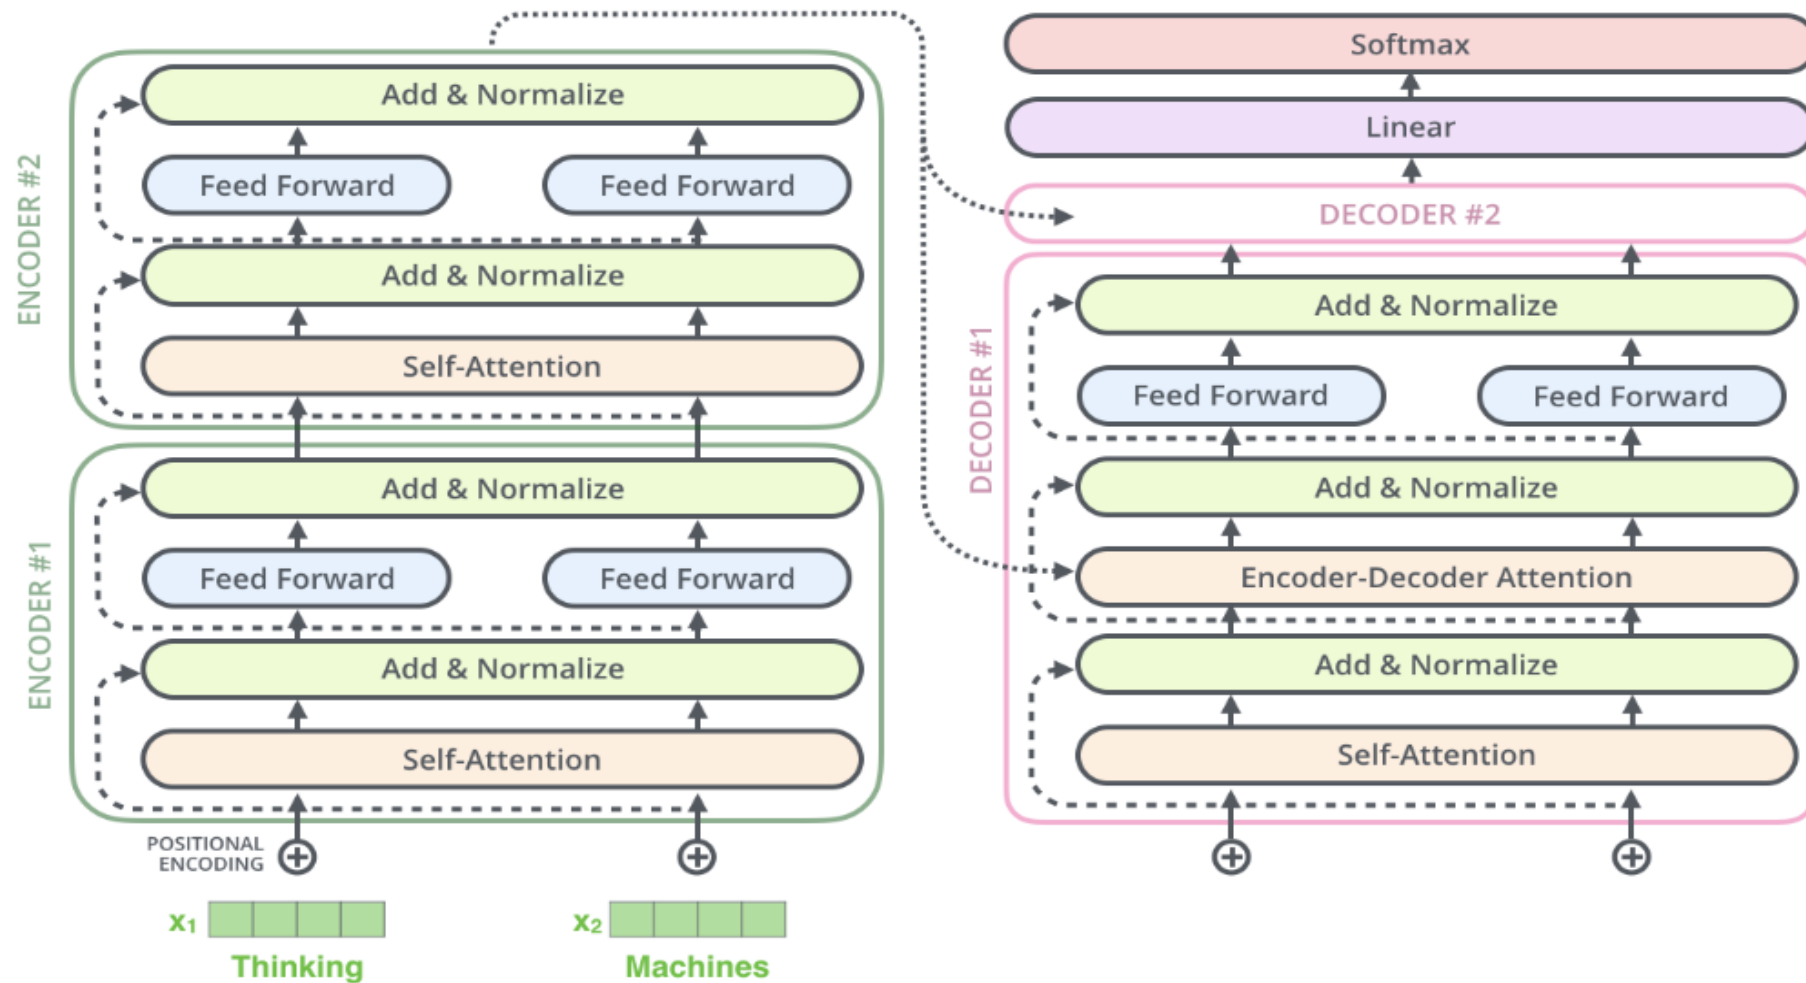 ENCODER #2
Add & Normalize
Feed Forward
Feed Forward
Add & Normalize
Self-Attention
ENCODER #1
Add & Normalize
Feed Forward
Feed Forward
Add & Normalize
Self-Attention
POSITIONAL
ENCODING
x₁
x₂
Thinking
Machines
Softmax
Linear
DECODER #2
DECODER #1
Add & Normalize
Feed Forward
Feed Forward
Add & Normalize
Encoder-Decoder Attention
Add & Normalize
Self-Attention